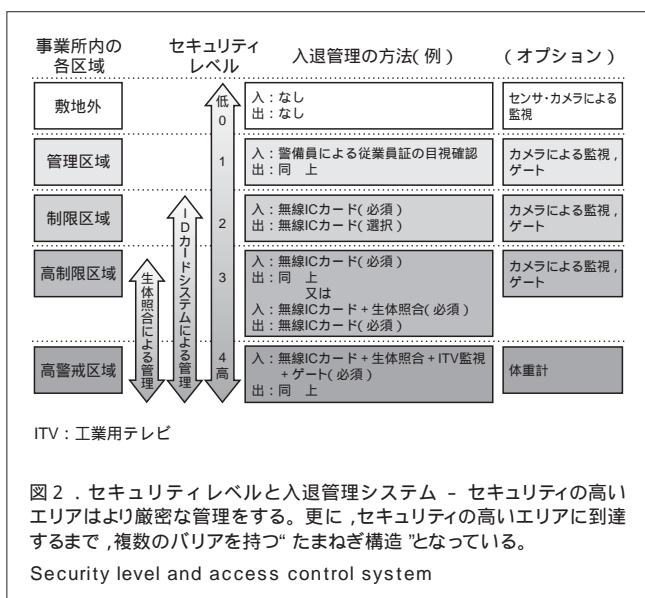 事業所内の
各区域
セキュリティ
レベル
入退管理の方法(例)
(オプション)
敷地外
低
0
入：なし
出：なし
センサ・カメラによる
監視
管理区域
1
入：警備員による従業員証の目視確認
出：同　上
カメラによる監視，
ゲート
制限区域
2
入：無線ICカード(必須)
出：無線ICカード(選択)
カメラによる監視，
ゲート
高制限区域
3
入：無線ICカード(必須)
出：同　上
又は
入：無線ICカード + 生体照合(必須)
出：無線ICカード(必須)
カメラによる監視，
ゲート
生体照合による管理
IDカードシステムによる管理
高警戒区域
4
高
入：無線ICカード + 生体照合 + ITV監視
+ ゲート(必須)
出：同　上
体重計
ITV：工業用テレビ
図2．セキュリティレベルと入退管理システム － セキュリティの高い
エリアはより厳密な管理をする。更に，セキュリティの高いエリアに到達
するまで，複数のバリアを持つ“たまねぎ構造”となっている。
Security level and access control system